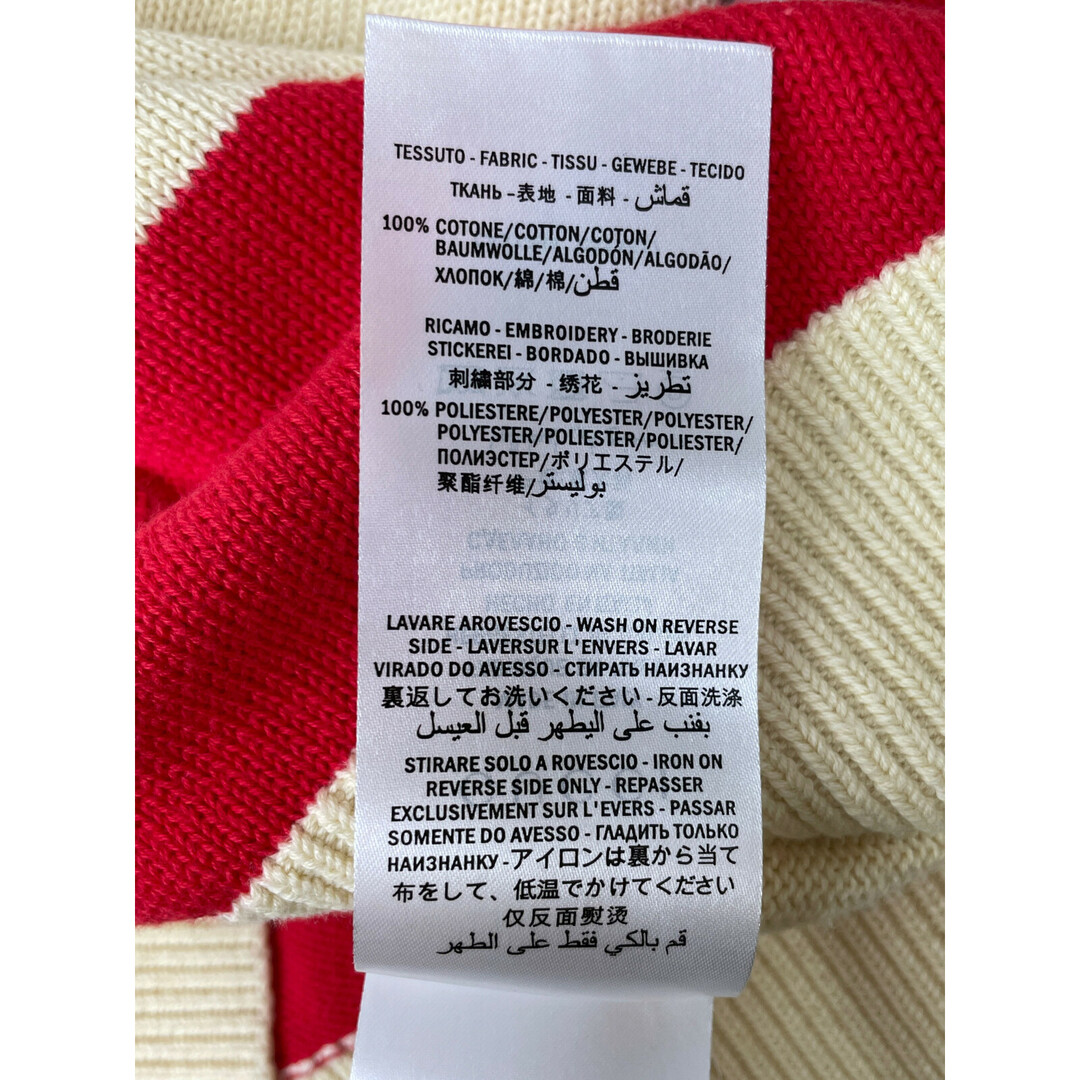 TESSUTO - FABRIC - TISSU - GEWEBE - TECIDO
ТКАНЬ –表地 - 面料 - قماش
100% COTONE/COTTON/COTON/
BAUMWOLLE/ALGODÓN/ALGODÃO/
ХЛОПОК/綿/棉/قطن
RICAMO - EMBROIDERY - BRODERIE
STICKEREI - BORDADO - ВЫШИВКА
刺繍部分 - 绣花 - تطريز
100% POLIESTERE/POLYESTER/POLYESTER/
POLYESTER/POLIESTER/POLIESTER/
ПОЛИЭСТЕР/ポリエステル/
聚酯纤维/بوليستر
LAVARE AROVESCIO - WASH ON REVERSE
SIDE - LAVERSUR L'ENVERS - LAVAR
VIRADO DO AVESSO - СТИРАТЬ НАИЗНАНКУ
裏返してお洗いください - 反面洗涤
بفنب على اليطهر قبل العيسل
STIRARE SOLO A ROVESCIO - IRON ON
REVERSE SIDE ONLY - REPASSER
EXCLUSIVEMENT SUR L'EVERS - PASSAR
SOMENTE DO AVESSO - ГЛАДИТЬ ТОЛЬКО
НАИЗНАНКУ - アイロンは裏から当て
布をして、低温でかけてください
仅反面熨烫
قم بالكي فقط على الظهر